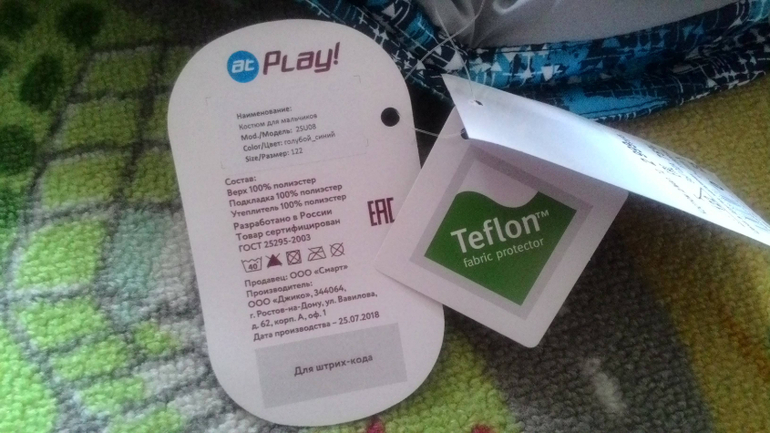 at Play!
Наименование:
Костюм для мальчиков
Mod./Модель: 2SU08
Color/Цвет: голубой_синий
Size/Размер: 122
Состав:
Верх 100% полиэстер
Подкладка 100% полиэстер
Утеплитель 100% полиэстер
Разработано в России
Товар сертифицирован
ГОСТ 25295-2003
EAC
40
Продавец: ООО «Смарт»
Производитель:
ООО «Джико», 344064,
г. Ростов-на-Дону, ул. Вавилова,
д. 62, корп. А, оф. 1
Дата производства – 25.07.2018
Для штрих-кода
Teflon™
fabric protector